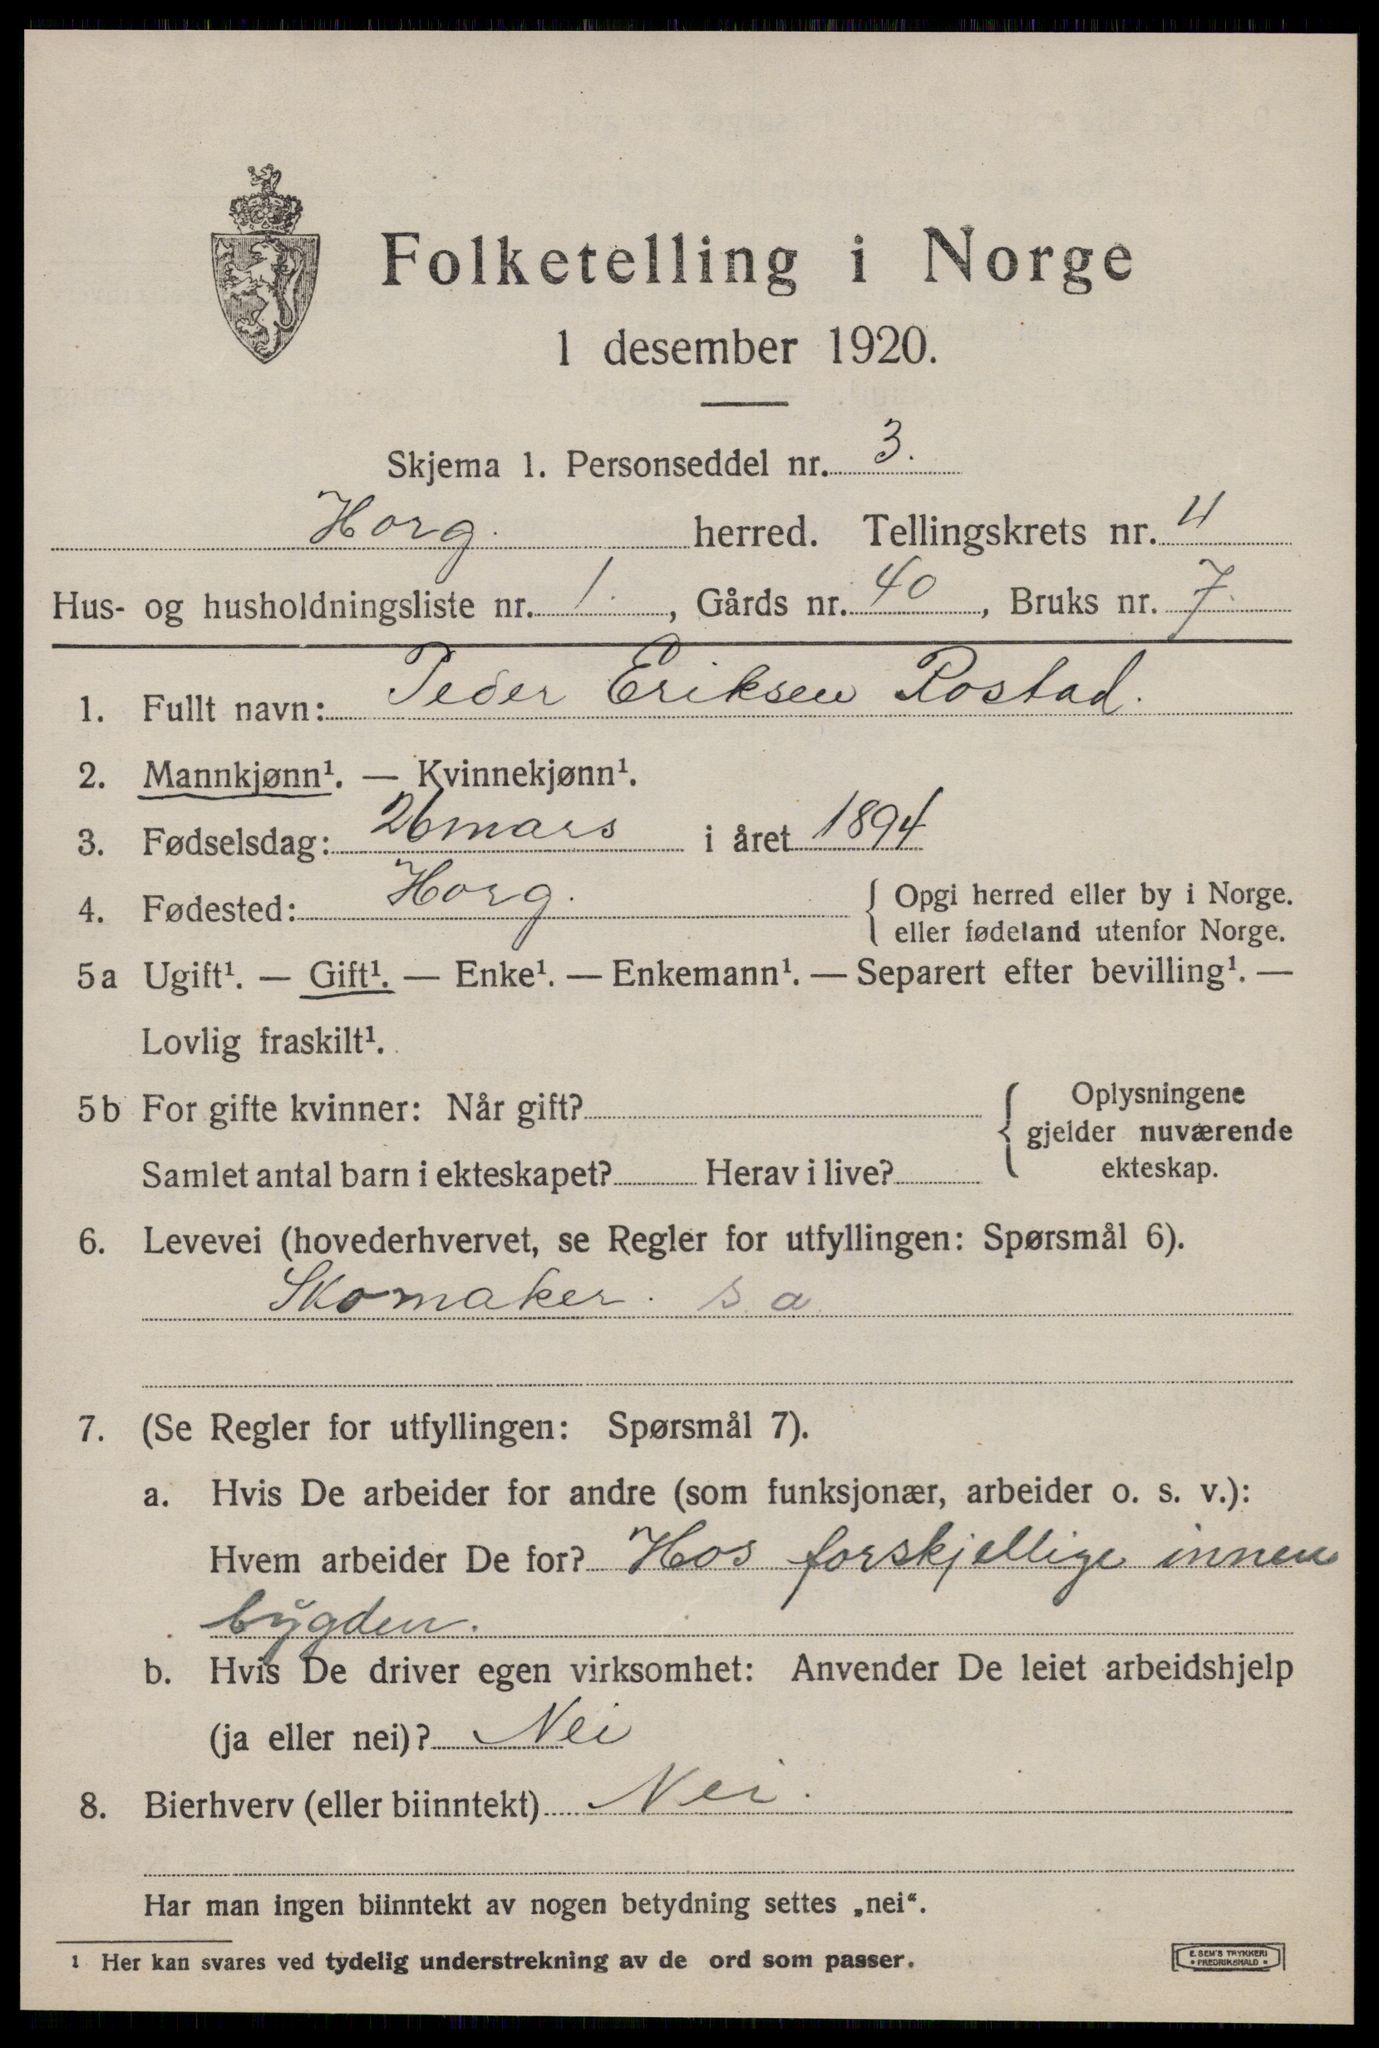 Folketelling i Norge
1 desember 1920.
Skjema 1. Personseddel nr. 3.
Horg. herred. Tellingskrets nr. 4
Hus- og husholdningsliste nr. 1., Gårds nr. 40, Bruks nr. 7.
1. Fullt navn: Peder Eriksen Rostad.
2. Mannkjønn¹. — Kvinnekjønn¹.
3. Fødselsdag: 26 mars i året 1894
4. Fødested: Horg. { Opgi herred eller by i Norge.
eller fødeland utenfor Norge.
5a Ugift¹. — Gift¹. — Enke¹. — Enkemann¹. — Separert efter bevilling¹. —
Lovlig fraskilt¹.
5b For gifte kvinner: Når gift? { Oplysningene
gjelder nuværende
Samlet antal barn i ekteskapet? Herav i live? ekteskap.
6. Levevei (hovederhvervet, se Regler for utfyllingen: Spørsmål 6).
Skomaker. s. a
7. (Se Regler for utfyllingen: Spørsmål 7).
a. Hvis De arbeider for andre (som funksjonær, arbeider o. s. v.):
Hvem arbeider De for? Hos forskjellige innen
bygden.
b. Hvis De driver egen virksomhet: Anvender De leiet arbeidshjelp
(ja eller nei)? Nei
8. Bierhverv (eller biinntekt) Nei.
Har man ingen biinntekt av nogen betydning settes „nei“.
1 Her kan svares ved tydelig understrekning av de ord som passer.
E. SEM'S TRYKKERI
• FREDRIKSHALD •